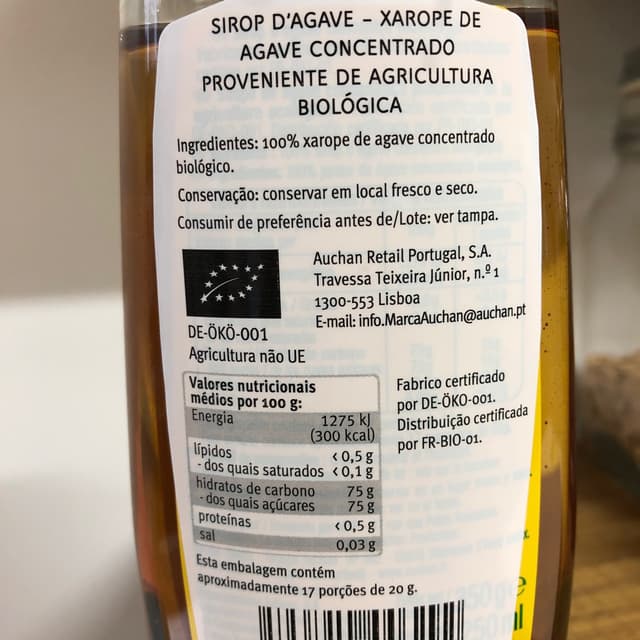 SIROP D'AGAVE – XAROPE DE
AGAVE CONCENTRADO
PROVENIENTE DE AGRICULTURA
BIOLÓGICA
Ingredientes: 100% xarope de agave concentrado
biológico.
Conservação: conservar em local fresco e seco.
Consumir de preferência antes de/Lote: ver tampa.
Auchan Retail Portugal, S.A.
Travessa Teixeira Júnior, n.º 1
1300-553 Lisboa
E-mail: info.MarcaAuchan@auchan.pt
DE-ÖKO-001
Agricultura não UE
Valores nutricionais
médios por 100 g:
Energia 1275 kJ
(300 kcal)
lípidos < 0,5 g
- dos quais saturados < 0,1 g
hidratos de carbono 75 g
- dos quais açúcares 75 g
proteínas < 0,5 g
sal 0,03 g
Fabrico certificado
por DE-ÖKO-001.
Distribuição certificada
por FR-BIO-01.
Esta embalagem contém
aproximadamente 17 porções de 20 g.
350g e
ml